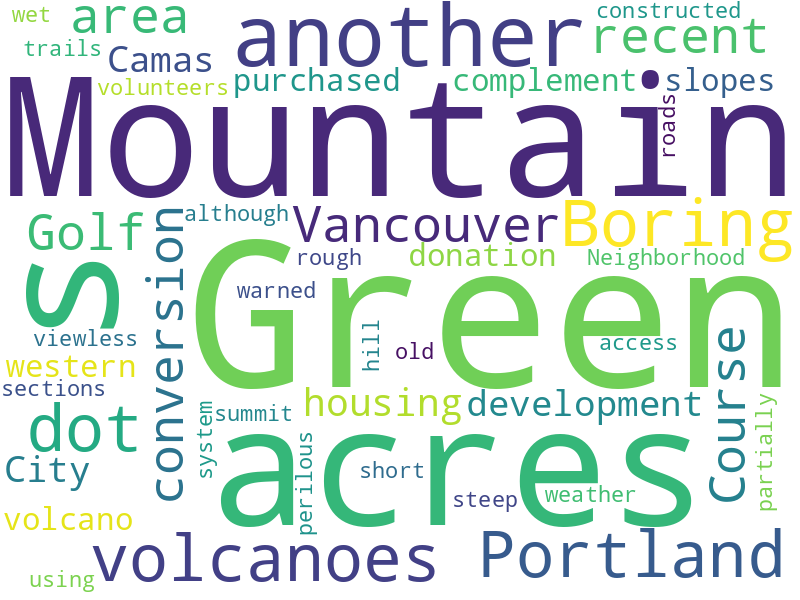 wet
area
another
constructed
recent
trails
Camas
volunteers
purchased
complement
slopes
Mountain
roads
Golf
although
Vancouver
Boring
conversion
s
Green
rough
donation
Neighborhood
warned
viewless
hill
old
access
western
sections
housing
development
Course
dot
system
summit
partially
City
perilous
short
acres
steep
weather
volcano
volcanoes
Portland
using